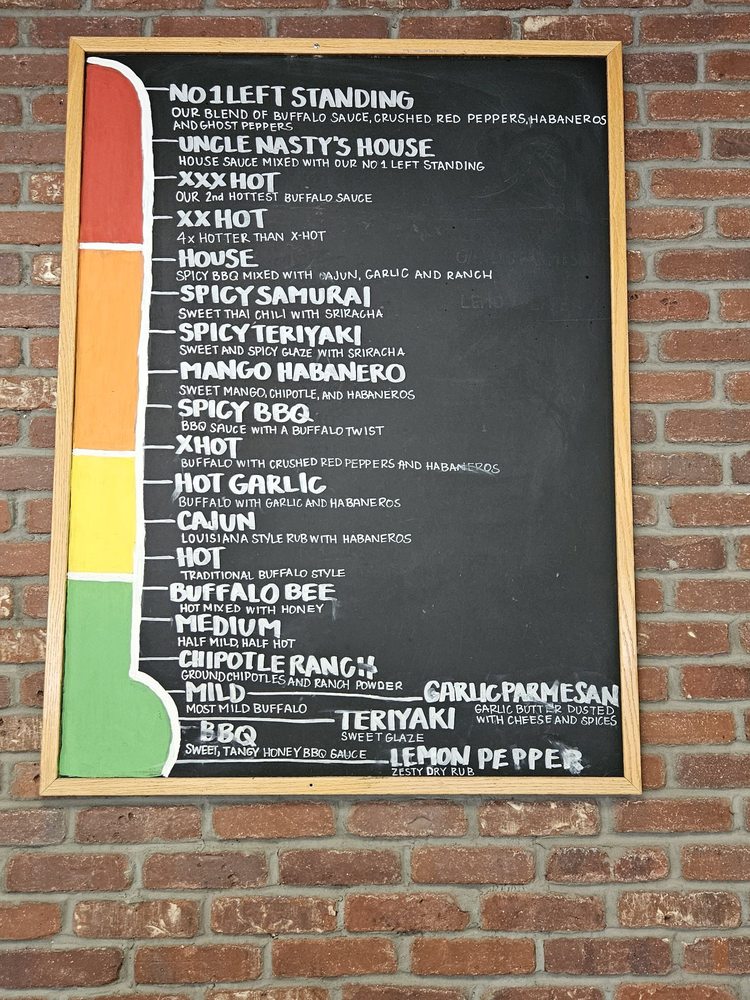 NO 1 LEFT STANDING
OUR BLEND OF BUFFALO SAUCE, CRUSHED RED PEPPERS, HABANEROS
AND GHOST PEPPERS
UNCLE NASTY'S HOUSE
HOUSE SAUCE MIXED WITH OUR NO 1 LEFT STANDING
XXX HOT
OUR 2nd HOTTEST BUFFALO SAUCE
XX HOT
4x HOTTER THAN X-HOT
HOUSE
SPICY BBQ MIXED WITH CAJUN, GARLIC AND RANCH
SPICY SAMURAI
SWEET THAI CHILI WITH SRIRACHA
SPICY TERIYAKI
SWEET AND SPICY GLAZE WITH SRIRACHA
MANGO HABANERO
SWEET MANGO, CHIPOTLE, AND HABANEROS
SPICY BBQ
BBQ SAUCE WITH A BUFFALO TWIST
XHOT
BUFFALO WITH CRUSHED RED PEPPERS AND HABANEROS
HOT GARLIC
BUFFALO WITH GARLIC AND HABANEROS
CAJUN
LOUISIANA STYLE RUB WITH HABANEROS
HOT
TRADITIONAL BUFFALO STYLE
BUFFALO BEE
HOT MIXED WITH HONEY
MEDIUM
HALF MILD, HALF HOT
CHIPOTLE RANCH
GROUND CHIPOTLES AND RANCH POWDER
MILD
MOST MILD BUFFALO
GARLIC PARMESAN
GARLIC BUTTER DUSTED
WITH CHEESE AND SPICES
TERIYAKI
SWEET GLAZE
BBQ
SWEET, TANGY HONEY BBQ SAUCE
LEMON PEPPER
ZESTY DRY RUB